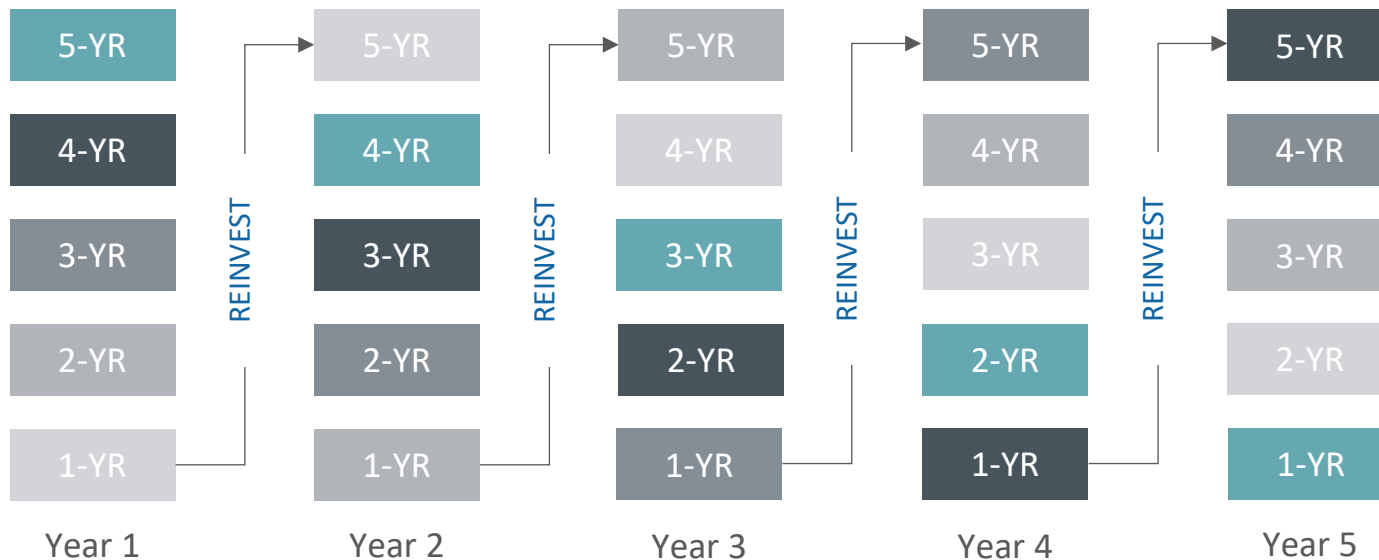 5-YR
4-YR
3-YR
2-YR
1-YR
Year 1
REINVEST
5-YR
4-YR
3-YR
2-YR
1-YR
Year 2
REINVEST
5-YR
4-YR
3-YR
2-YR
1-YR
Year 3
REINVEST
5-YR
4-YR
3-YR
2-YR
1-YR
Year 4
REINVEST
5-YR
4-YR
3-YR
2-YR
1-YR
Year 5